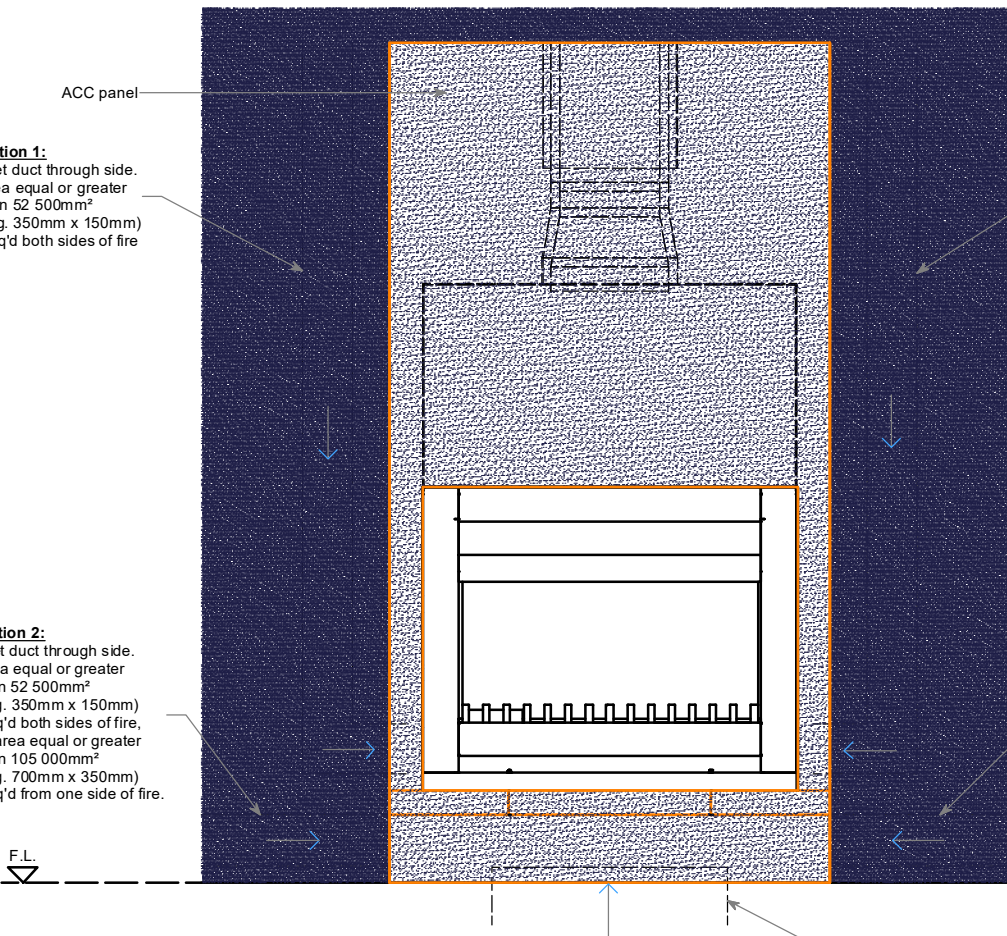 ACC panel
tion 1:
et duct through side.
ea equal or greater
n 52 500mm²
g. 350mm x 150mm)
q'd both sides of fire
tion 2:
t duct through side.
a equal or greater
n 52 500mm²
g. 350mm x 150mm)
q'd both sides of fire,
area equal or greater
n 105 000mm²
g. 700mm x 350mm)
q'd from one side of fire.
F.L.